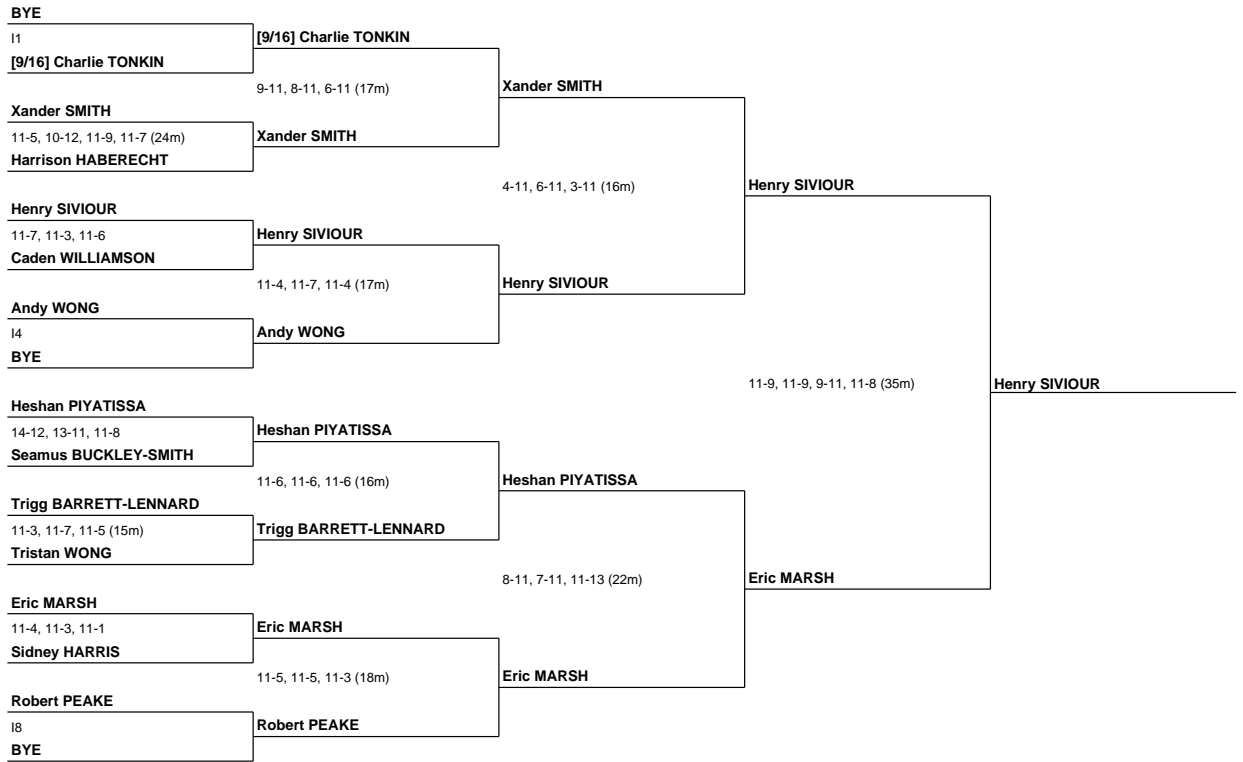 BYE
I1
[9/16] Charlie TONKIN
Xander SMITH
11-5, 10-12, 11-9, 11-7 (24m)
Harrison HABERECHT
Henry SIVIOUR
11-7, 11-3, 11-6
Caden WILLIAMSON
Andy WONG
I4
BYE
Heshan PIYATISSA
14-12, 13-11, 11-8
Seamus BUCKLEY-SMITH
Trigg BARRETT-LENNARD
11-3, 11-7, 11-5 (15m)
Tristan WONG
Eric MARSH
11-4, 11-3, 11-1
Sidney HARRIS
Robert PEAKE
I8
BYE
[9/16] Charlie TONKIN
9-11, 8-11, 6-11 (17m)
Xander SMITH
Henry SIVIOUR
11-4, 11-7, 11-4 (17m)
Andy WONG
Heshan PIYATISSA
11-6, 11-6, 11-6 (16m)
Trigg BARRETT-LENNARD
Eric MARSH
11-5, 11-5, 11-3 (18m)
Robert PEAKE
Xander SMITH
4-11, 6-11, 3-11 (16m)
Henry SIVIOUR
Heshan PIYATISSA
8-11, 7-11, 11-13 (22m)
Eric MARSH
Henry SIVIOUR
11-9, 11-9, 9-11, 11-8 (35m)
Eric MARSH
Henry SIVIOUR